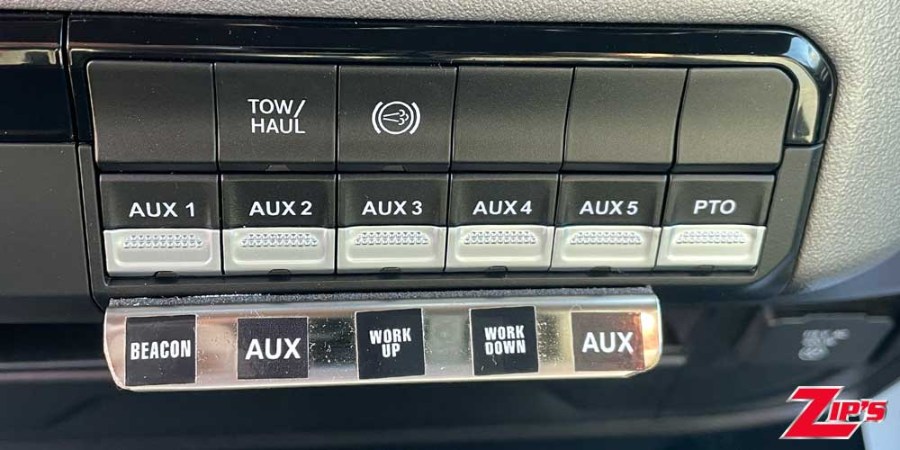 TOW/
HAUL
AUX 1 AUX 2 AUX 3 AUX 4 AUX 5 PTO
BEACON AUX WORK UP WORK DOWN AUX
ZIP'S